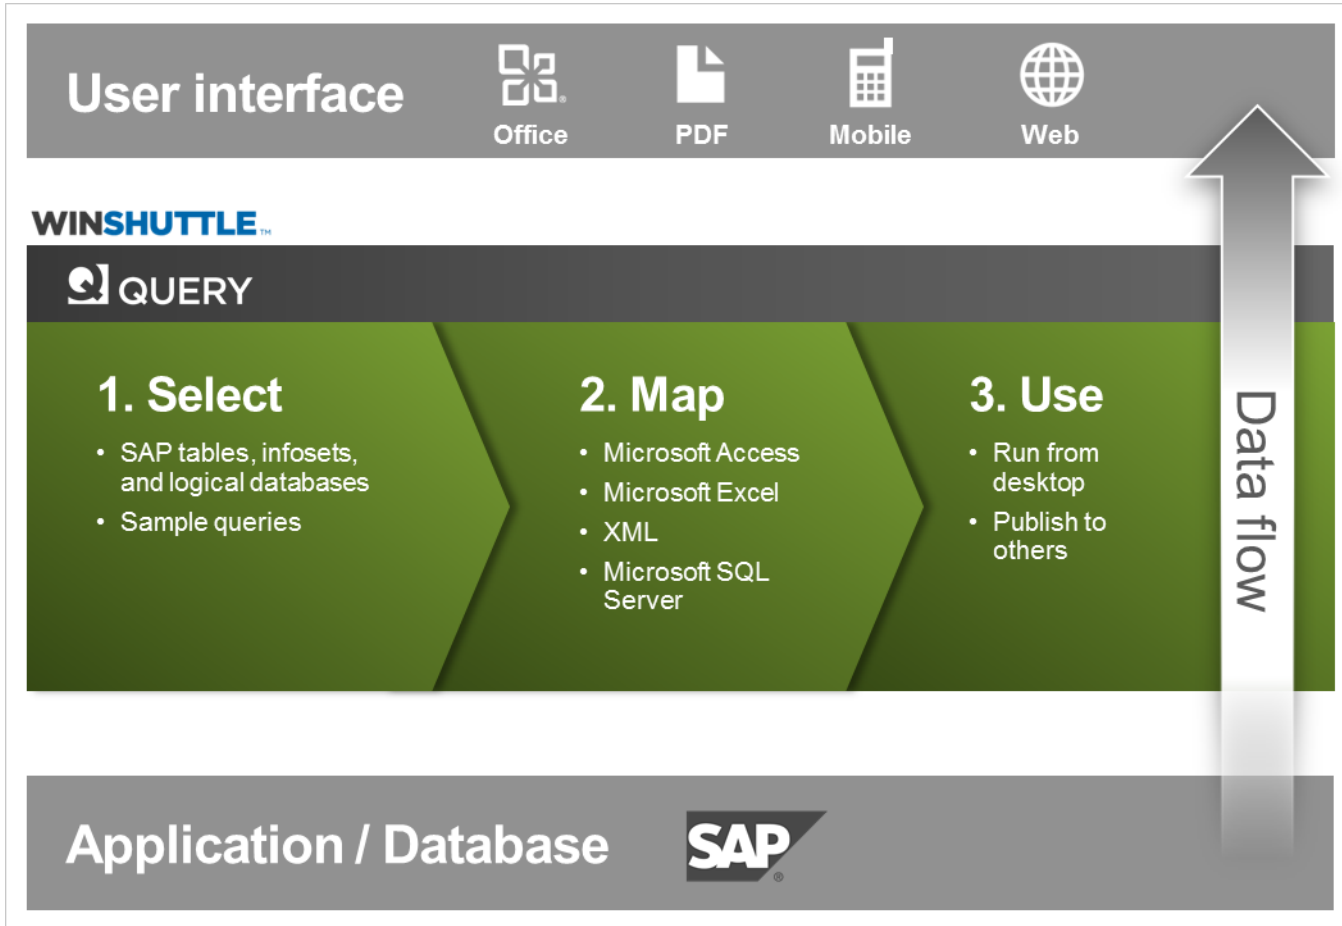 User interface
Office
PDF
Mobile
Web
WINSHUTTLE™
QUERY
1. Select
• SAP tables, infosets,
and logical databases
• Sample queries
2. Map
• Microsoft Access
• Microsoft Excel
• XML
• Microsoft SQL
Server
3. Use
• Run from
desktop
• Publish to
others
Data flow
Application / Database
SAP®